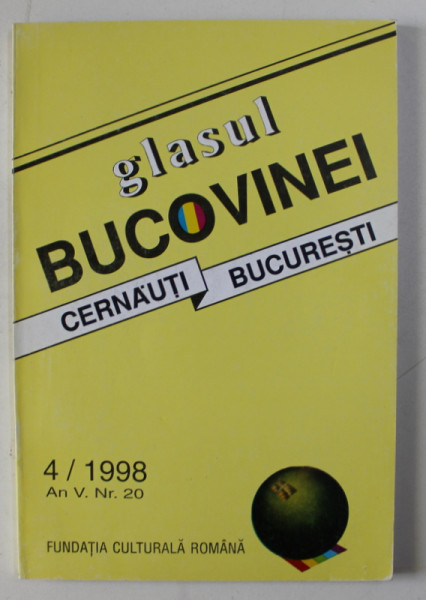 glasul
BUCOVINEI
CERNĂUȚI BUCUREȘTI
4 / 1998
An V. Nr. 20
FUNDAȚIA CULTURALĂ ROMÂNĂ